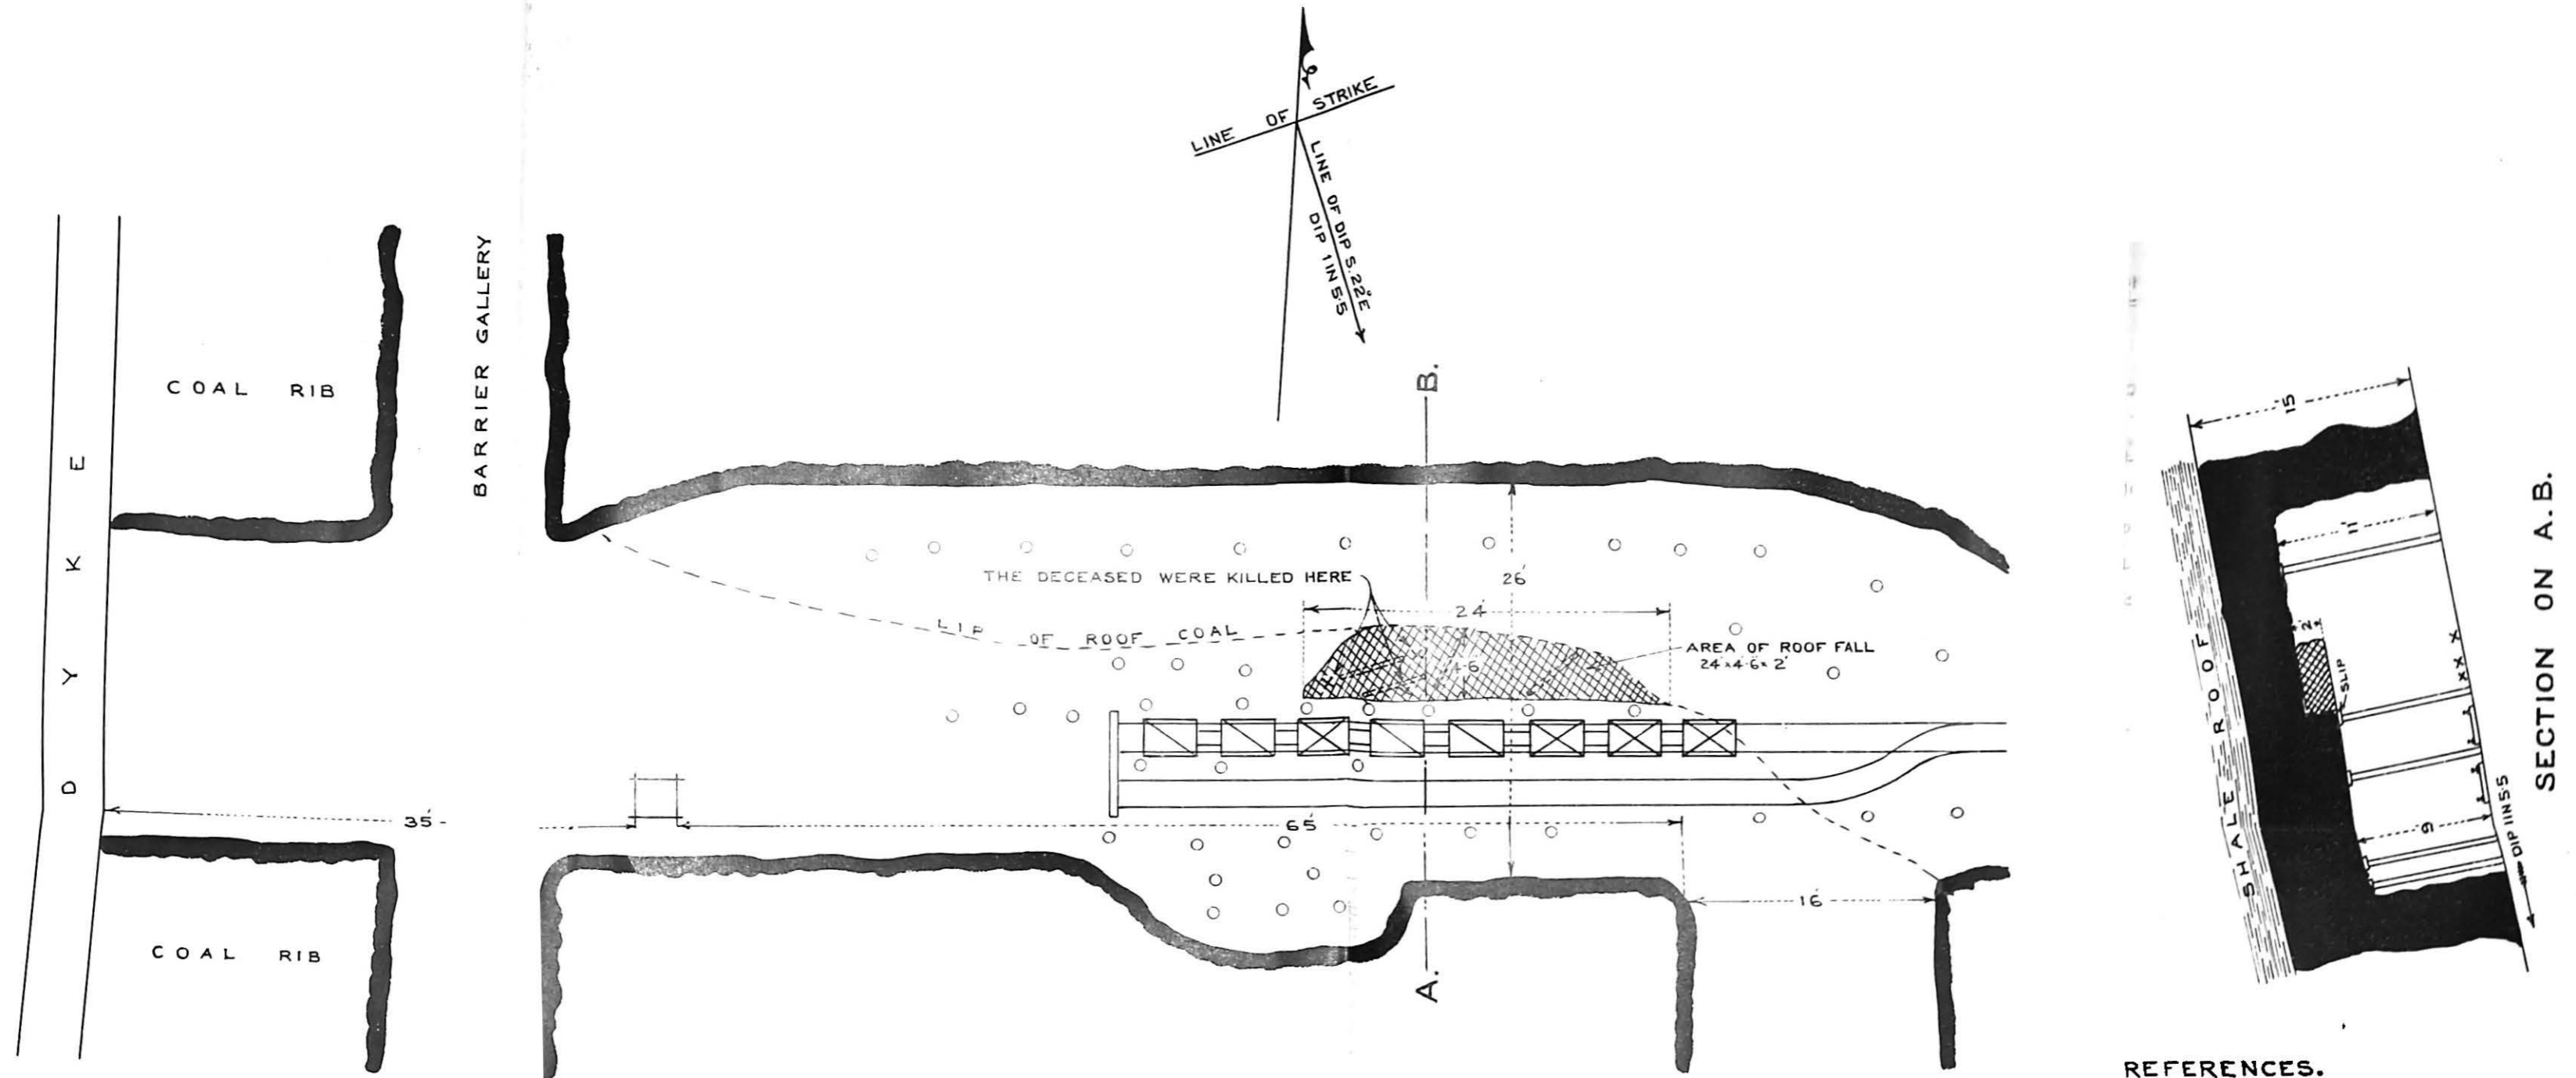 LINE OF STRIKE
LINE OF DIP S.22°E
DIP 1 IN 5·5
DYKE
COAL RIB
BARRIER GALLERY
B.
THE DECEASED WERE KILLED HERE
26'
24'
LIP OF ROOF COAL
4·6
AREA OF ROOF FALL
24'×4·6×2'
35'
65'
16'
COAL RIB
A.
15'
11'
2'
SLIP
XXX X
9'
DIP 1 IN 5·5
SHALE ROOF
SECTION ON A.B.
REFERENCES.